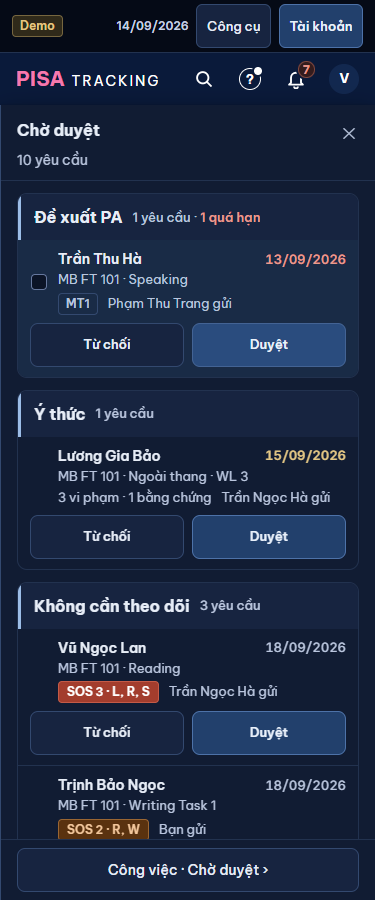 Demo
14/09/2026
Công cụ
Tài khoản
PISA TRACKING
?
7
V
Chờ duyệt
10 yêu cầu
Đề xuất PA 1 yêu cầu · 1 quá hạn
Trần Thu Hà 13/09/2026
MB FT 101 · Speaking
MT1 Phạm Thu Trang gửi
Từ chối Duyệt
Ý thức 1 yêu cầu
Lương Gia Bảo 15/09/2026
MB FT 101 · Ngoài thang · WL 3
3 vi phạm · 1 bằng chứng Trần Ngọc Hà gửi
Từ chối Duyệt
Không cần theo dõi 3 yêu cầu
Vũ Ngọc Lan 18/09/2026
MB FT 101 · Reading
SOS 3 · L, R, S Trần Ngọc Hà gửi
Từ chối Duyệt
Trịnh Bảo Ngọc 18/09/2026
MB FT 101 · Writing Task 1
SOS 2 · R, W Bạn gửi
Công việc · Chờ duyệt ›